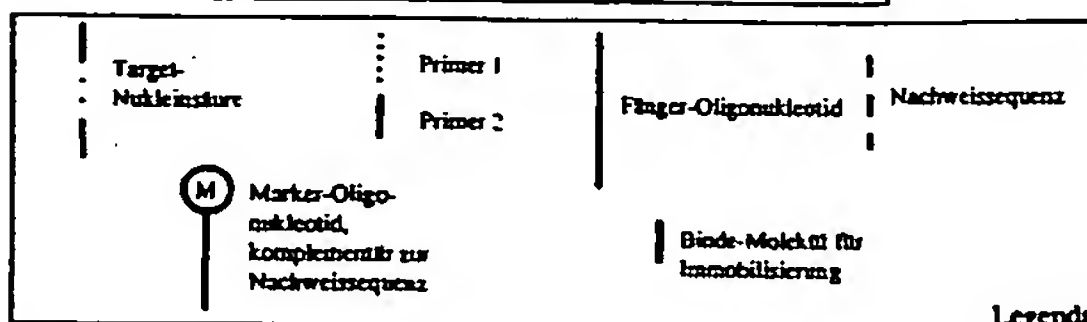 Target-
Nukleinsäure
Primer 1
Primer 2
Fänger-Oligonukleotid
Nachweissequenz
M
Marker-Oligo-
nukleotid,
komplementär zur
Nachweissequenz
Binde-Molekül für
Immobilisierung
Legende